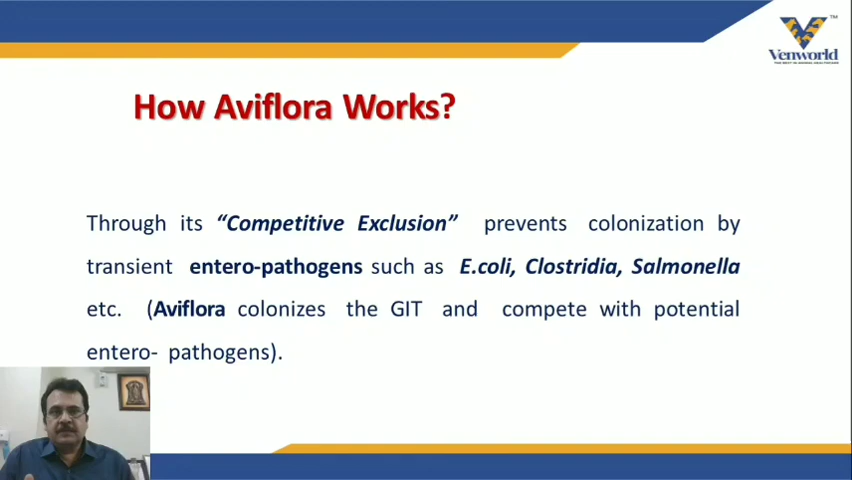 Venworld
TM
How Aviflora Works?
Through its “Competitive Exclusion” prevents colonization by
transient entero-pathogens such as E.coli, Clostridia, Salmonella
etc. (Aviflora colonizes the GIT and compete with potential
entero- pathogens).